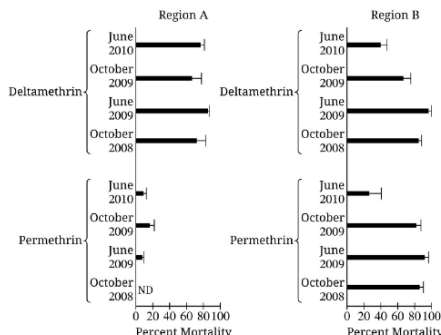 Region A
June
2010
October
2009
Deltamethrin
June
2009
October
2008
June
2010
October
2009
Permethrin
June
2009
October
2008
ND
0 20 40 60 80 100
Percent Mortality
Region B
June
2010
October
2009
Deltamethrin
June
2009
October
2008
June
2010
October
2009
Permethrin
June
2009
October
2008
0 20 40 60 80 100
Percent Mortality